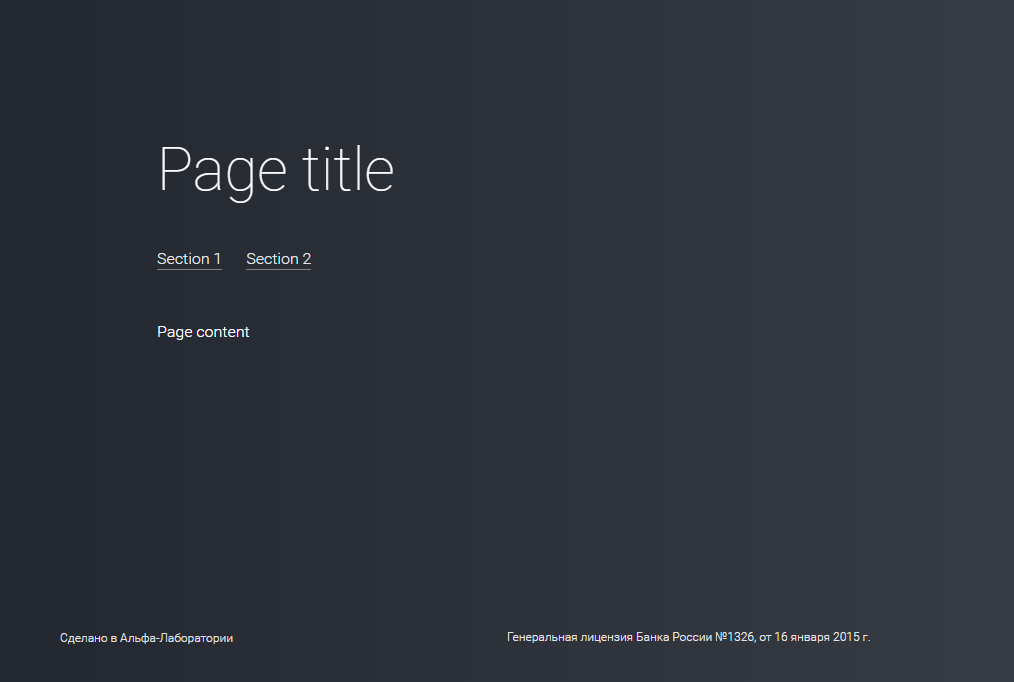 Page title
Section 1 Section 2
Page content
Сделано в Альфа-Лаборатории
Генеральная лицензия Банка России №1326, от 16 января 2015 г.